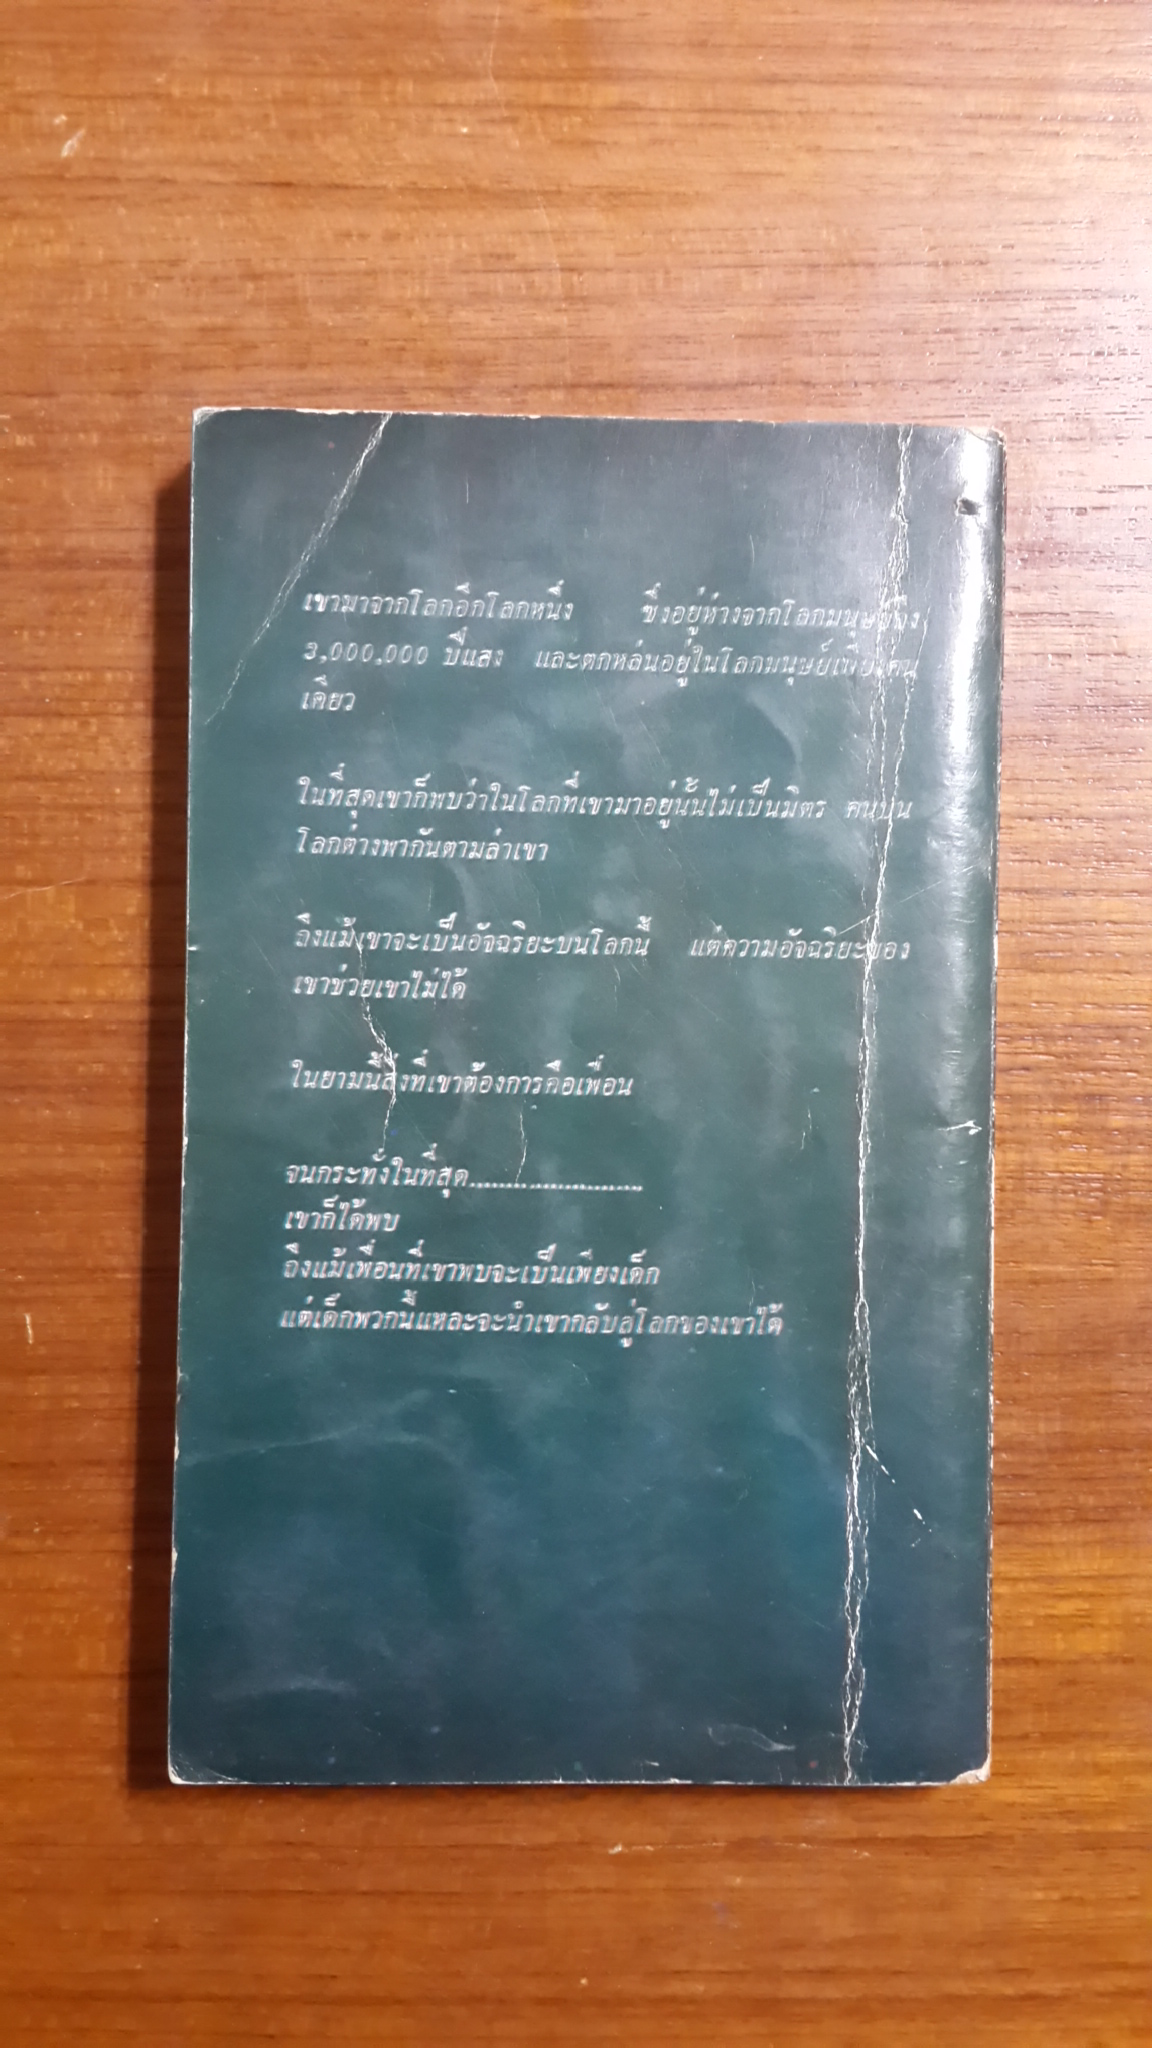 เขามาจากโลกอีกโลกหนึ่ง ซึ่งอยู่ห่างจากโลกมนุษย์ถึง
3,000,000 ปีแสง และตกหล่นอยู่ในโลกมนุษย์เพียงคน
เดียว
ในที่สุดเขาก็พบว่าในโลกที่เขามาอยู่นั้นไม่เป็นมิตร คนบน
โลกต่างพากันตามล่าเขา
ถึงแม้เขาจะเป็นอัจฉริยะบนโลกนี้ แต่ความอัจฉริยะของ
เขาช่วยเขาไม่ได้
ในยามนี้สิ่งที่เขาต้องการคือเพื่อน
จนกระทั่งในที่สุด........................
เขาก็ได้พบ
ถึงแม้เพื่อนที่เขาพบจะเป็นเพียงเด็ก
แต่เด็กพวกนี้แหละจะนำเขากลับสู่โลกของเขาได้